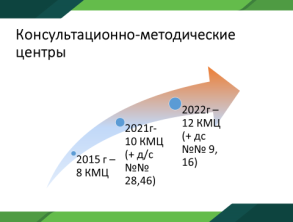 Консультационно-методические
центры
2015 г –
8 КМЦ
2021г-
10 КМЦ
(+ д/с
№№
28,46)
2022г –
12 КМЦ
(+ дс
№№ 9,
16)